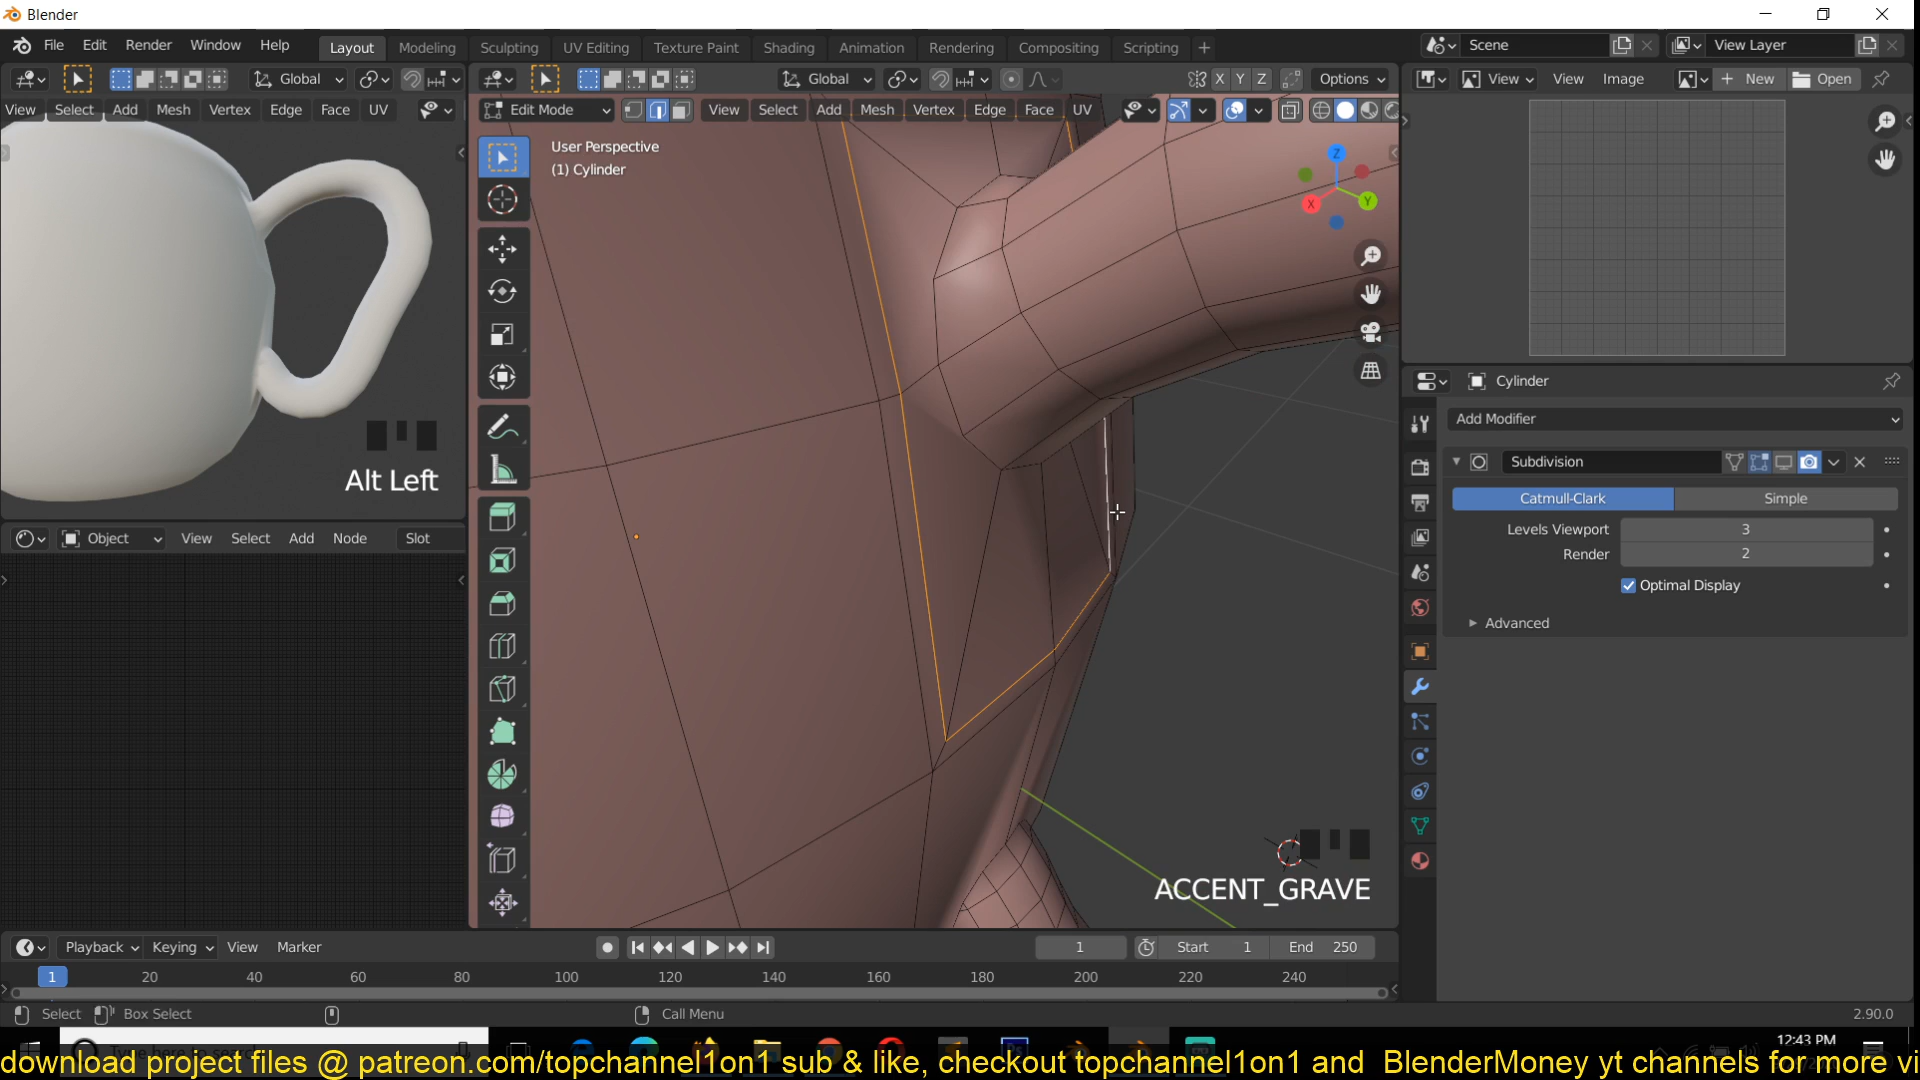 Blender
File Edit Render Window Help Layout Modeling Sculpting UV Editing Texture Paint Shading Animation Rendering Compositing Scripting Scene View Layer
Global Global X Y Z Options View View Image New Open
View Select Add Mesh Vertex Edge Face UV Edit Mode View Select Add Mesh Vertex Edge Face UV
User Perspective
(1) Cylinder
Z
X
Y
Cylinder
Add Modifier
Subdivision
Catmull-Clark Simple
Levels Viewport 3
Render 2
Optimal Display
Advanced
Alt Left
Object View Select Add Node Slot
ACCENT_GRAVE
Playback Keying View Marker 1 Start 1 End 250
1 20 40 60 80 100 120 140 160 180 200 220 240
Select Box Select Call Menu 2.90.0
12:43 PM
download project files @ patreon.com/topchannel1on1 sub & like, checkout topchannel1on1 and BlenderMoney yt channels for more vi